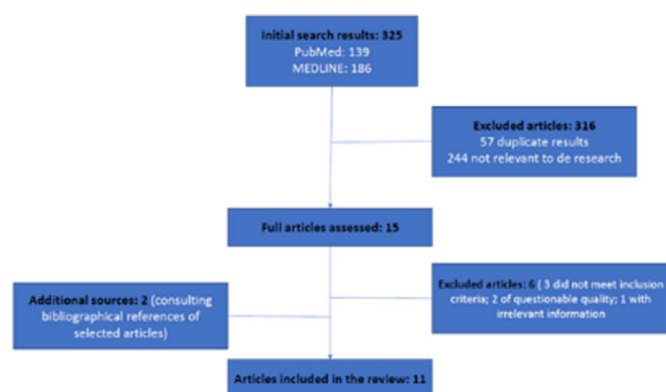 Initial search results: 325
PubMed: 139
MEDLINE: 186
Excluded articles: 316
57 duplicate results
244 not relevant to de research
Full articles assessed: 15
Additional sources: 2 (consulting
bibliographical references of
selected articles)
Excluded articles: 6 ( 3 did not meet inclusion
criteria; 2 of questionable quality; 1 with
irrelevant information
Articles included in the review: 11